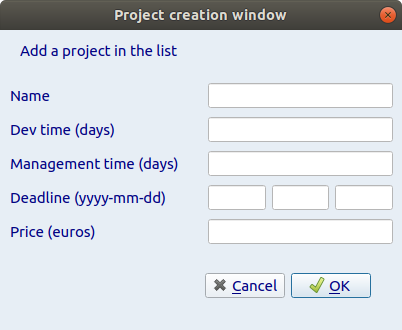 Project creation window
Add a project in the list
Name
Dev time (days)
Management time (days)
Deadline (yyyy-mm-dd)
Price (euros)
Cancel OK